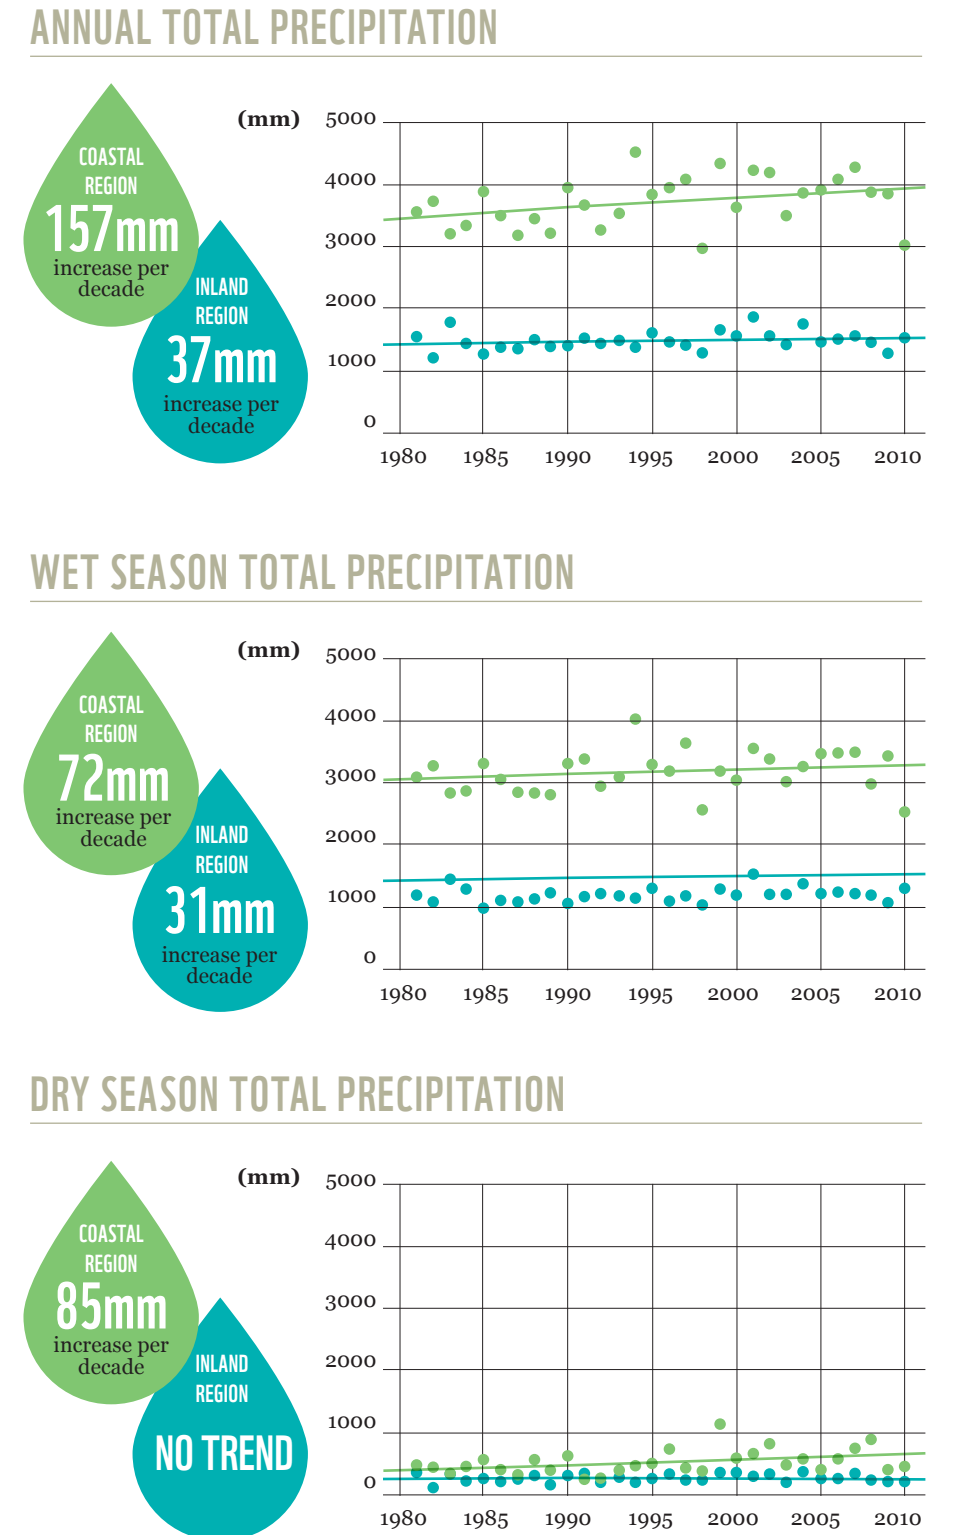 ANNUAL TOTAL PRECIPITATION
COASTAL
REGION
157mm
increase per
decade
INLAND
REGION
37mm
increase per
decade
(mm)
5000
4000
3000
2000
1000
0
1980 1985 1990 1995 2000 2005 2010
WET SEASON TOTAL PRECIPITATION
COASTAL
REGION
72mm
increase per
decade
INLAND
REGION
31mm
increase per
decade
(mm)
5000
4000
3000
2000
1000
0
1980 1985 1990 1995 2000 2005 2010
DRY SEASON TOTAL PRECIPITATION
COASTAL
REGION
85mm
increase per
decade
INLAND
REGION
NO TREND
(mm)
5000
4000
3000
2000
1000
0
1980 1985 1990 1995 2000 2005 2010